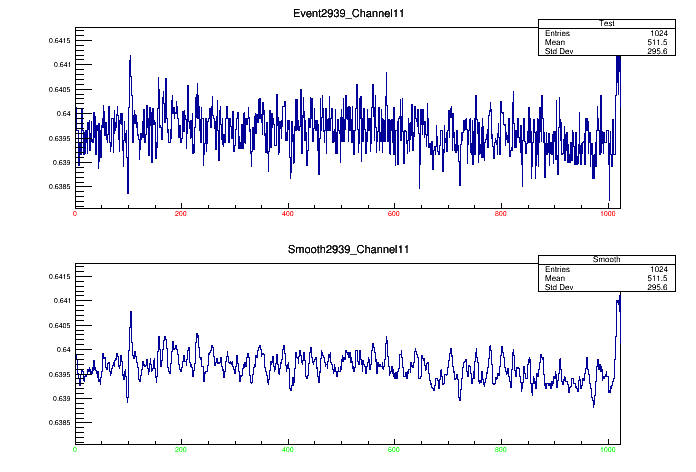 Event2939_Channel11
Test
Entries 1024
Mean 511.5
Std Dev 295.6
0.6415
0.641
0.6405
0.64
0.6395
0.639
0.6385
0 200 400 600 800 1000
Smooth2939_Channel11
Smooth
Entries 1024
Mean 511.5
Std Dev 295.6
0.6415
0.641
0.6405
0.64
0.6395
0.639
0.6385
0 200 400 600 800 1000